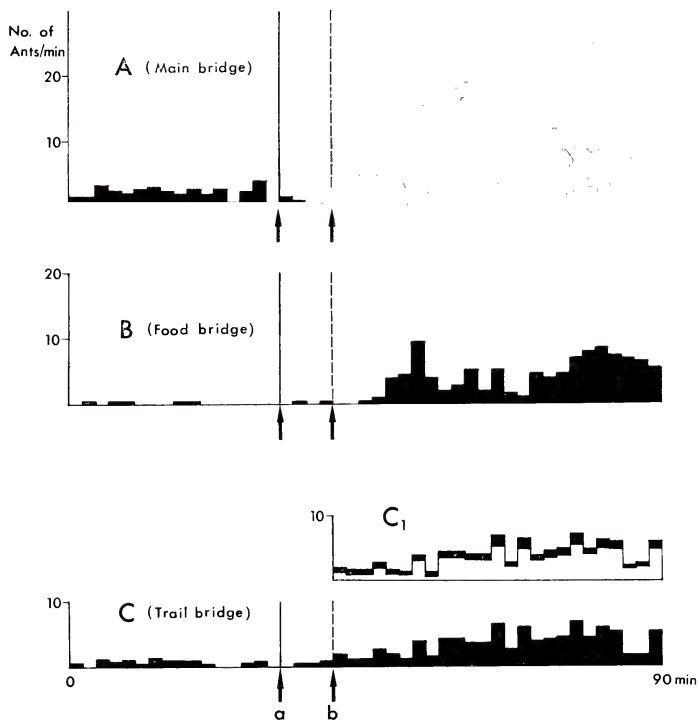 No. of
Ants/min
A (Main bridge)
20
10
20
B (Food bridge)
10
10
C1
10
C (Trail bridge)
0
90 min
a
b